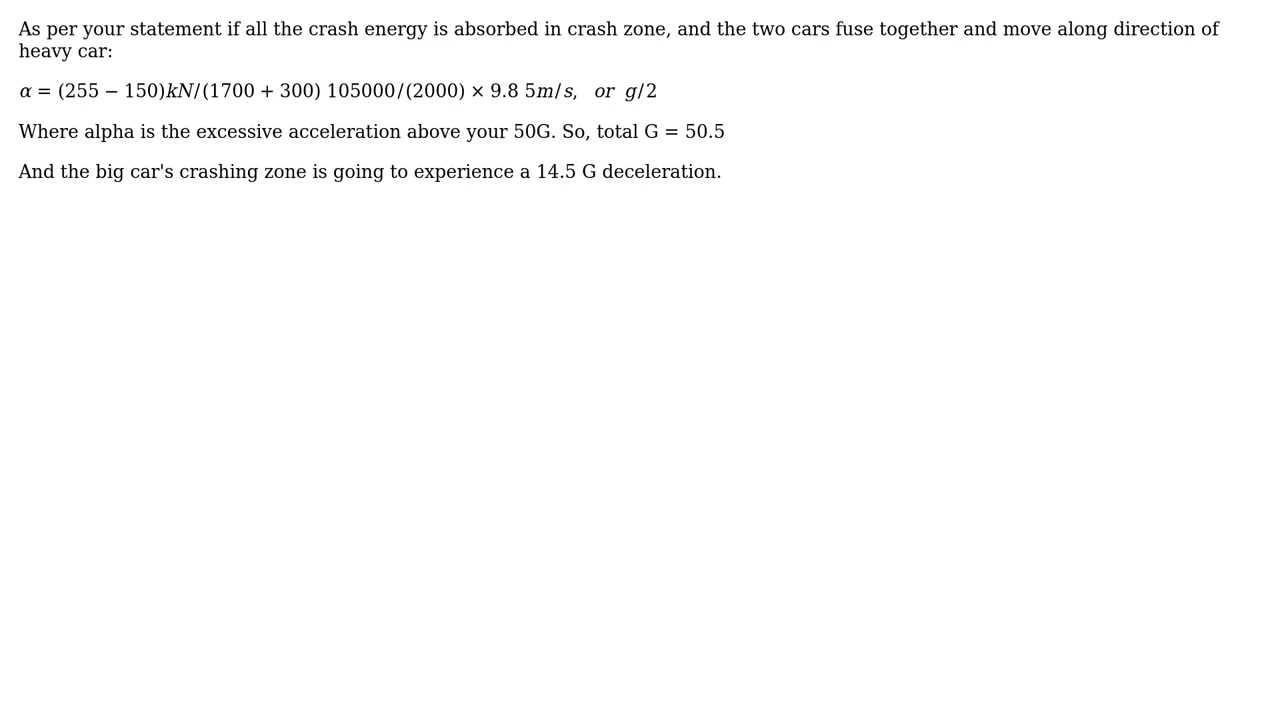 As per your statement if all the crash energy is absorbed in crash zone, and the two cars fuse together and move along direction of
heavy car:
α = (255 − 150)kN/(1700 + 300) 105000/(2000) × 9.8 5m/s, or g/2
Where alpha is the excessive acceleration above your 50G. So, total G = 50.5
And the big car's crashing zone is going to experience a 14.5 G deceleration.